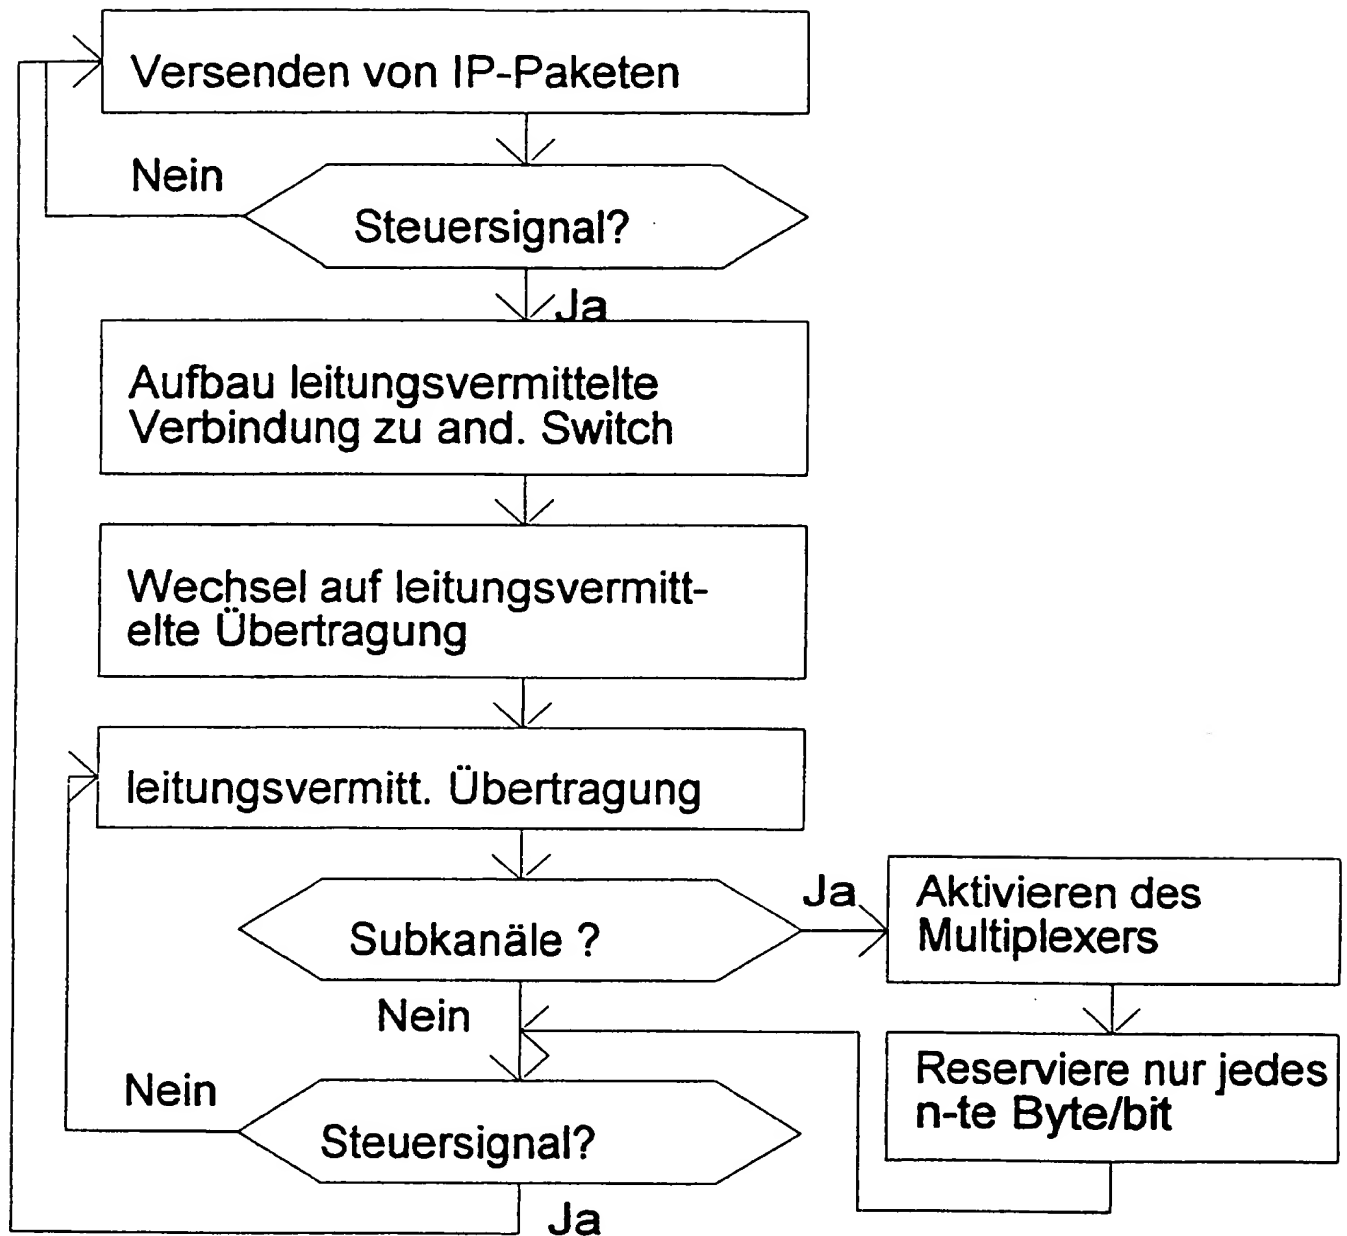 Versenden von IP-Paketen
Nein
Steuersignal?
Ja
Aufbau leitungsvermittelte
Verbindung zu and. Switch
Wechsel auf leitungsvermitt-
elte Übertragung
leitungsvermitt. Übertragung
Subkanäle ?
Ja
Aktivieren des
Multiplexers
Nein
Reserviere nur jedes
n-te Byte/bit
Nein
Steuersignal?
Ja